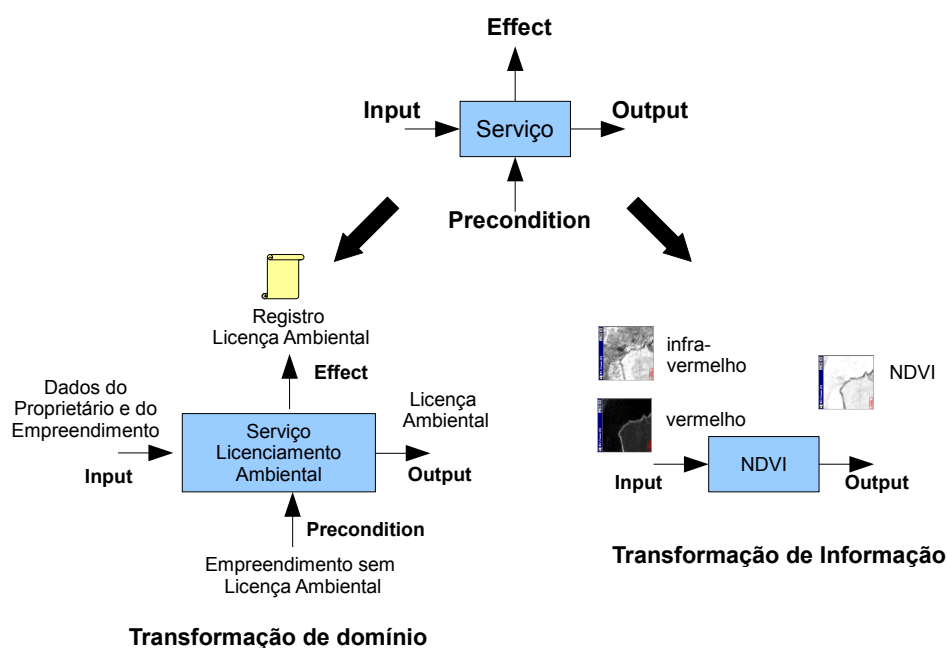 Effect
Input
Output
Serviço
Precondition
Registro
Licença Ambiental
Effect
Dados do
Proprietário e do
Empreendimento
Licença
Ambiental
Serviço
Licenciamento
Ambiental
Input
Output
Precondition
Empreendimento sem
Licença Ambiental
Transformação de domínio
infra-
vermelho
NDVI
vermelho
NDVI
Input
Output
Transformação de Informação